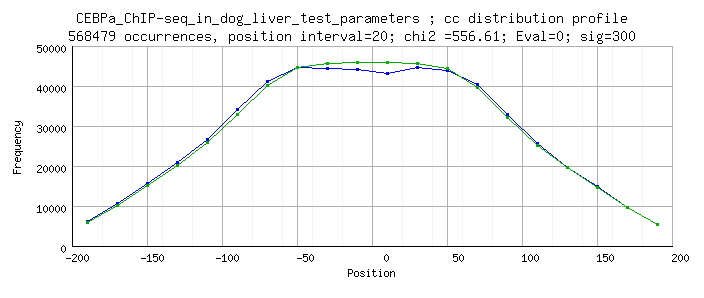 CEBPa_ChIP-seq_in_dog_liver_test_parameters ; cc distribution profile
568479 occurrences, position interval=20; chi2 =556.61; Eval=0; sig=300
50000
40000
30000
20000
10000
0
Frequency
-200 -150 -100 -50 0 50 100 150 200
Position